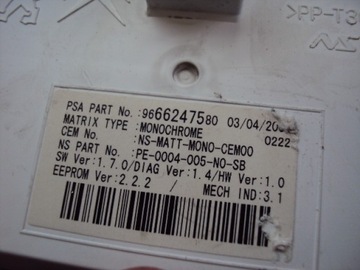 >PP-T3
PSA PART No.:9666247580 03/04/20
MATRIX TYPE :MONOCHROME 0222
CEM No. :NS-MATT-MONO-CEM00
NS PART No. :PE-0004-005-NO-SB
SW Ver:1.7.0/DIAG Ver:1.4/HW Ver:1.0
EEPROM Ver:2.2.2 / MECH IND:3.1